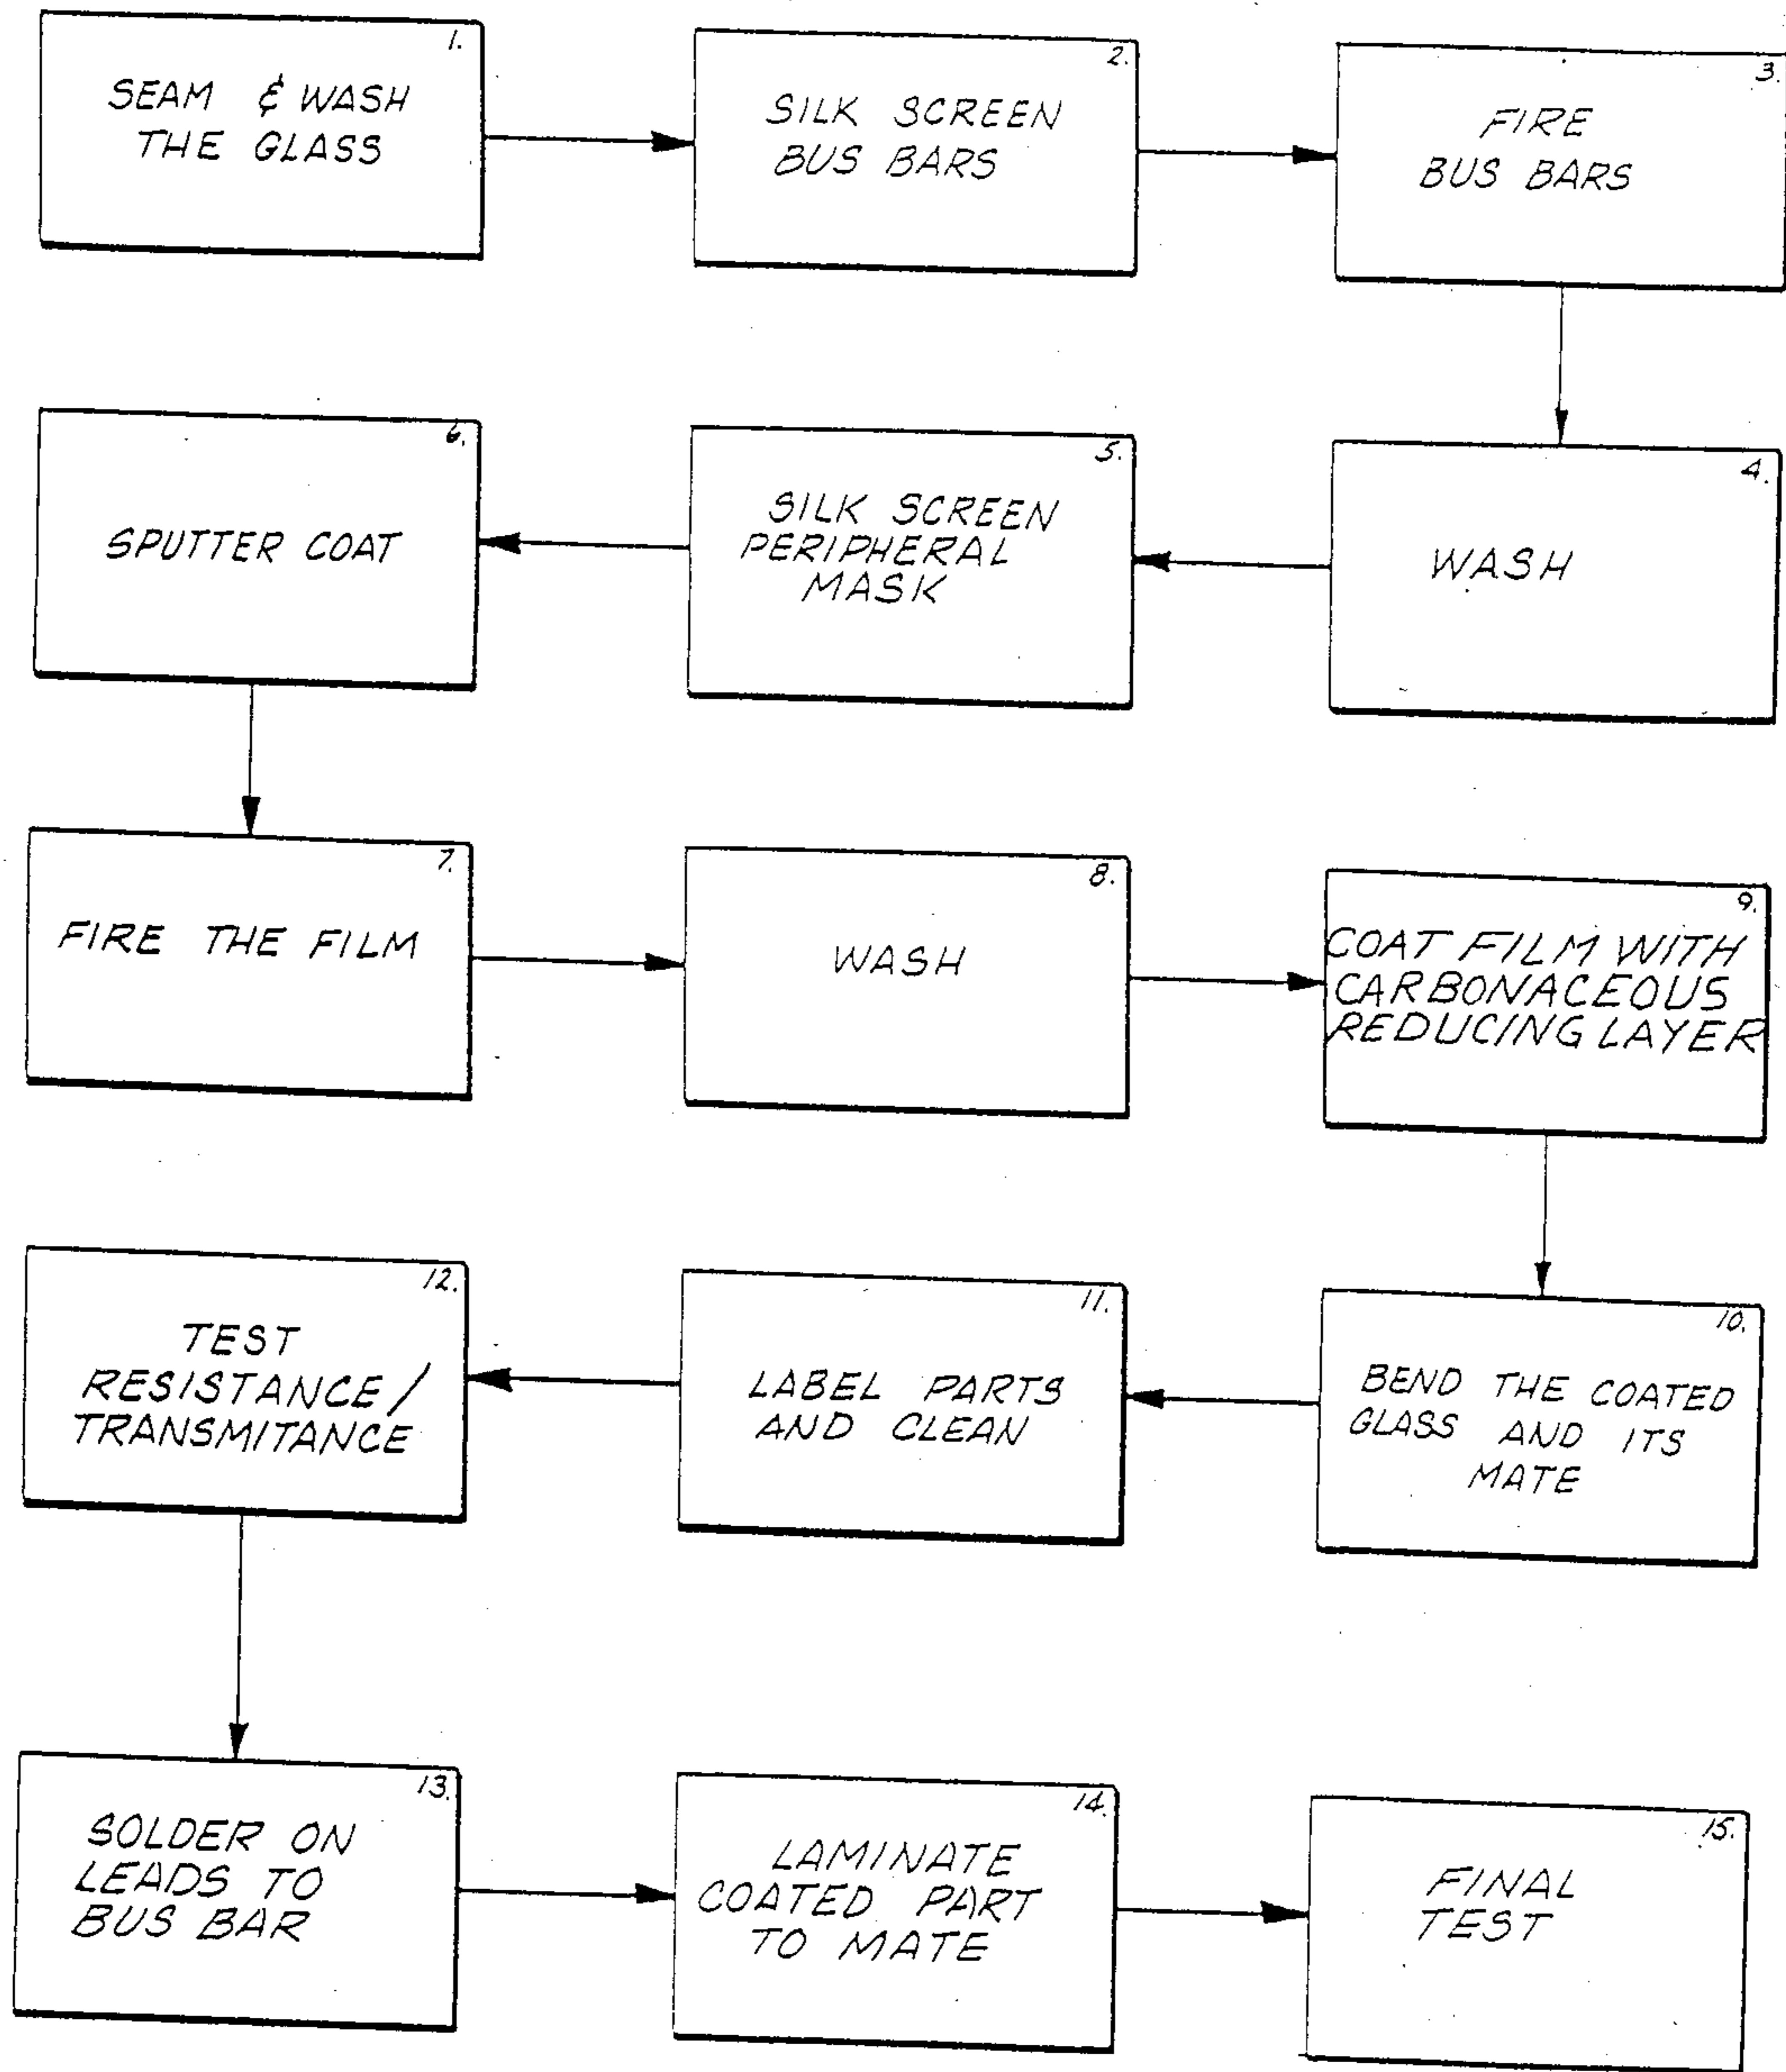 1.
SEAM & WASH
THE GLASS
2.
SILK SCREEN
BUS BARS
3.
FIRE
BUS BARS
4.
WASH
5.
SILK SCREEN
PERIPHERAL
MASK
6.
SPUTTER COAT
7.
FIRE THE FILM
8.
WASH
9.
COAT FILM WITH
CARBONACEOUS
REDUCING LAYER
10.
BEND THE COATED
GLASS AND ITS
MATE
11.
LABEL PARTS
AND CLEAN
12.
TEST
RESISTANCE/
TRANSMITANCE
13.
SOLDER ON
LEADS TO
BUS BAR
14.
LAMINATE
COATED PART
TO MATE
15.
FINAL
TEST